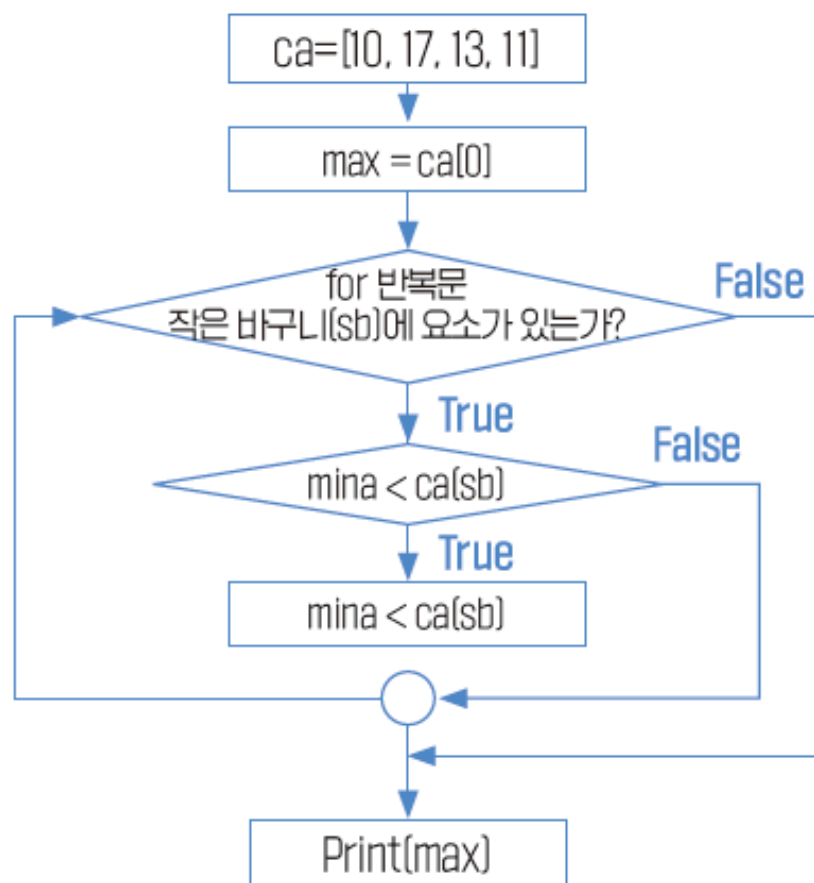 ca=[10, 17, 13, 11]
max = ca[0]
for 반복문
작은 바구니(sb)에 요소가 있는가?
False
True
False
mina < ca(sb)
True
mina < ca(sb)
Print(max)